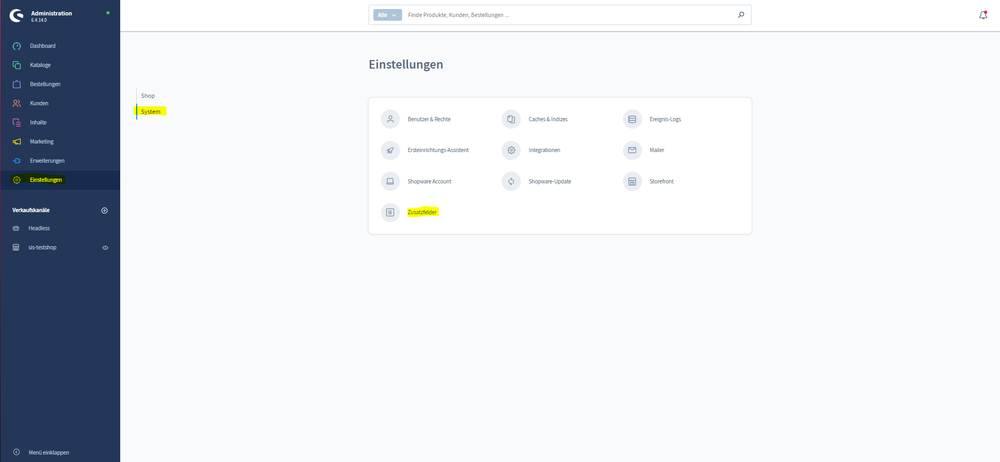 Administration
6.4.14.0
Dashboard
Kataloge
Bestellungen
Kunden
Inhalte
Marketing
Erweiterungen
Einstellungen
Verkaufskanäle
Headless
sis-testshop
Menü einklappen
Alle
Finde Produkte, Kunden, Bestellungen ...
Einstellungen
Shop
System
Benutzer & Rechte
Caches & Indizes
Ereignis-Logs
Ersteinrichtungs-Assistent
Integrationen
Mailer
Shopware Account
Shopware-Update
Storefront
Zusatzfelder